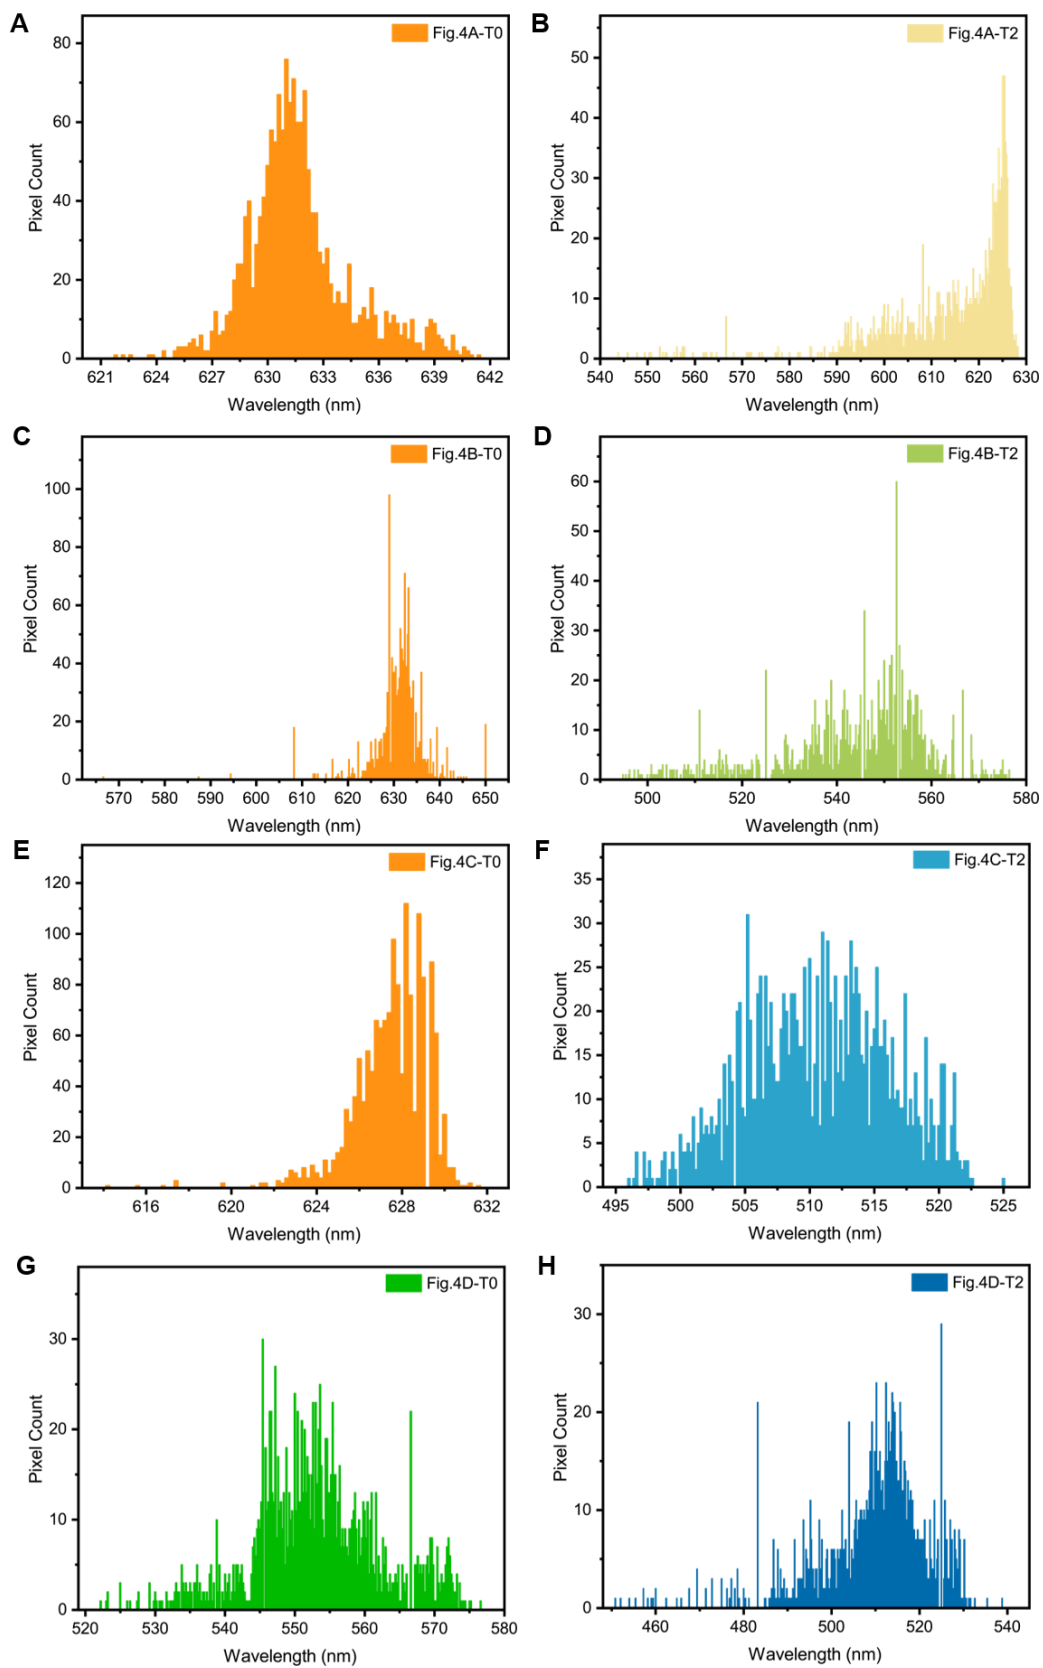 A
Fig.4A-T0
80
60
40
20
0
Pixel Count
621 624 627 630 633 636 639 642
Wavelength (nm)
B
Fig.4A-T2
50
40
30
20
10
0
Pixel Count
540 550 560 570 580 590 600 610 620 630
Wavelength (nm)
C
Fig.4B-T0
100
80
60
40
20
0
Pixel Count
570 580 590 600 610 620 630 640 650
Wavelength (nm)
D
Fig.4B-T2
60
50
40
30
20
10
0
Pixel Count
500 520 540 560 580
Wavelength (nm)
E
Fig.4C-T0
120
100
80
60
40
20
0
Pixel Count
616 620 624 628 632
Wavelength (nm)
F
Fig.4C-T2
35
30
25
20
15
10
5
0
Pixel Count
495 500 505 510 515 520 525
Wavelength (nm)
G
Fig.4D-T0
30
20
10
0
Pixel Count
520 530 540 550 560 570 580
Wavelength (nm)
H
Fig.4D-T2
30
20
10
0
Pixel Count
460 480 500 520 540
Wavelength (nm)